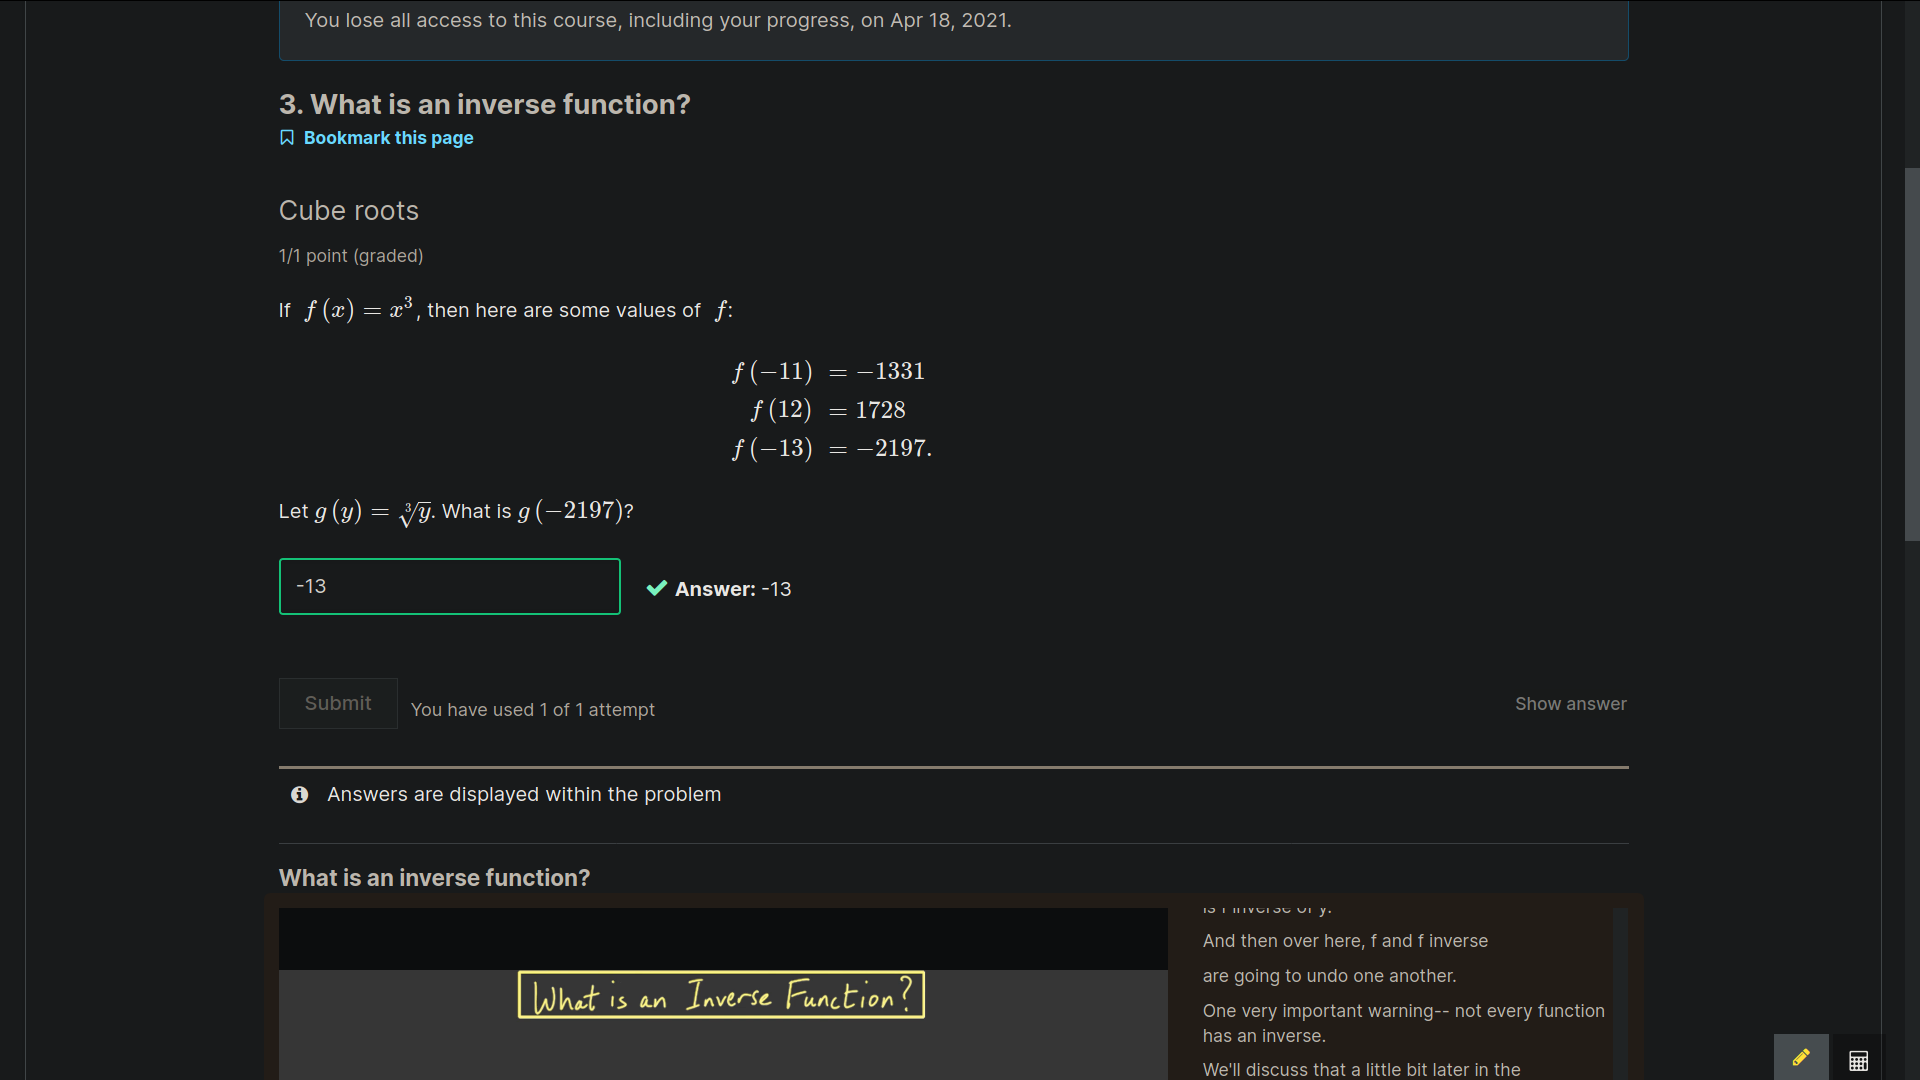 You lose all access to this course, including your progress, on Apr 18, 2021.
3. What is an inverse function?
Bookmark this page
Cube roots
1/1 point (graded)
If f (x) = x³, then here are some values of f:
f (−11) = −1331
f (12) = 1728
f (−13) = −2197.
Let g (y) = ∛y. What is g (−2197)?
-13
Answer: -13
Submit
You have used 1 of 1 attempt
Show answer
Answers are displayed within the problem
What is an inverse function?
What is an Inverse Function?
is f inverse of y.
And then over here, f and f inverse
are going to undo one another.
One very important warning-- not every function
has an inverse.
We'll discuss that a little bit later in the